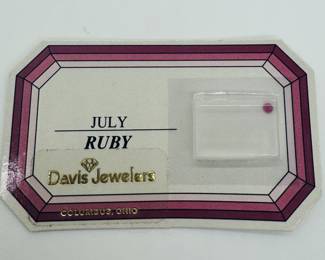 JULY
RUBY
Davis Jewelers
COLUMBUS, OHIO